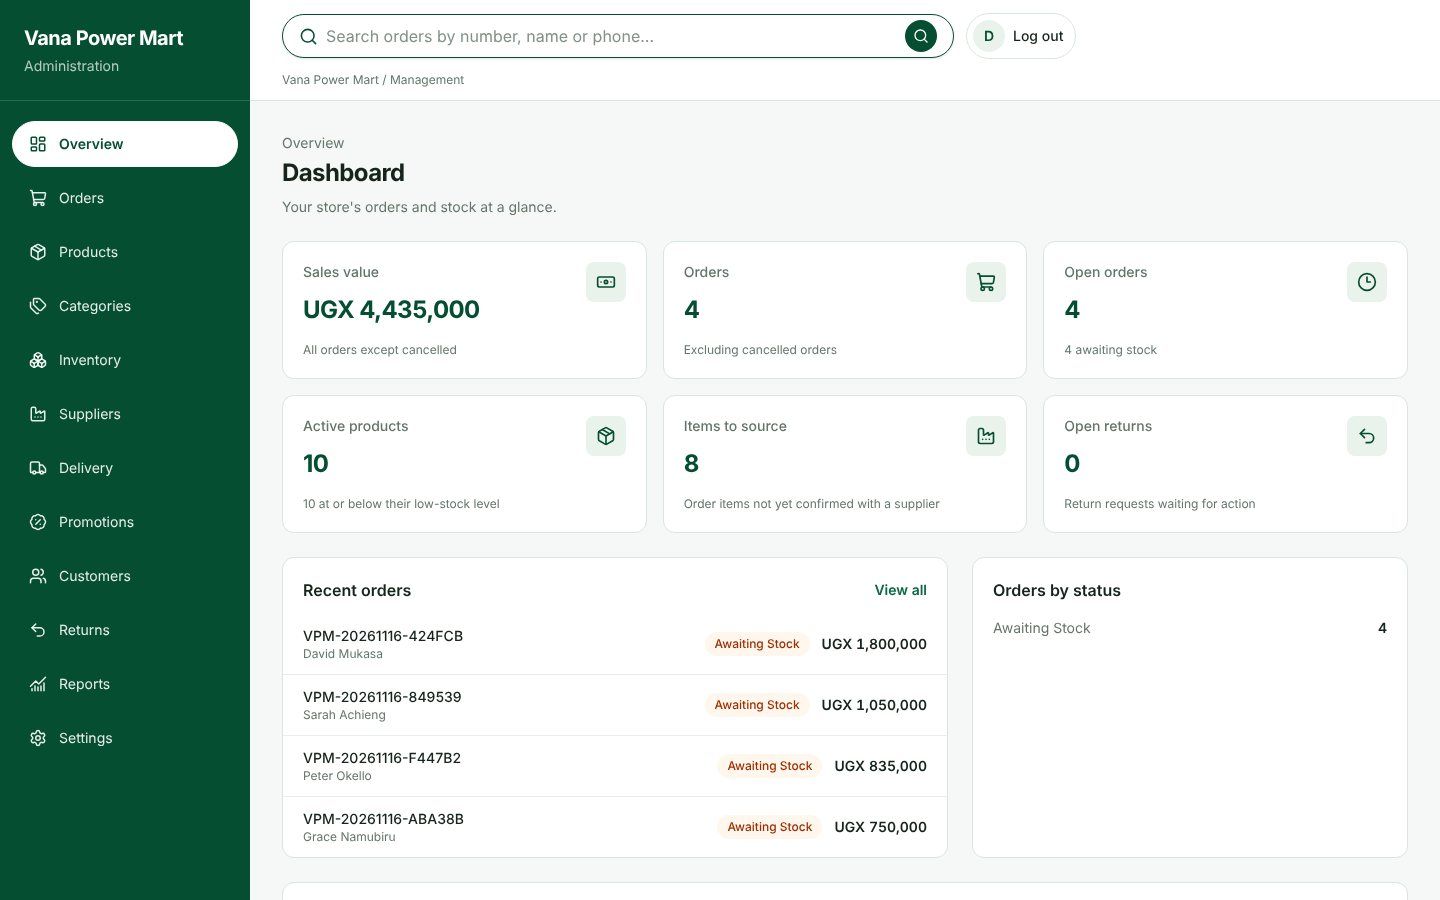 Vana Power Mart
Administration
Overview
Orders
Products
Categories
Inventory
Suppliers
Delivery
Promotions
Customers
Returns
Reports
Settings
Search orders by number, name or phone...
D Log out
Vana Power Mart / Management
Overview
Dashboard
Your store's orders and stock at a glance.
Sales value
UGX 4,435,000
All orders except cancelled
Orders
4
Excluding cancelled orders
Open orders
4
4 awaiting stock
Active products
10
10 at or below their low-stock level
Items to source
8
Order items not yet confirmed with a supplier
Open returns
0
Return requests waiting for action
Recent orders View all
VPM-20261116-424FCB
David Mukasa
Awaiting Stock UGX 1,800,000
VPM-20261116-849539
Sarah Achieng
Awaiting Stock UGX 1,050,000
VPM-20261116-F447B2
Peter Okello
Awaiting Stock UGX 835,000
VPM-20261116-ABA38B
Grace Namubiru
Awaiting Stock UGX 750,000
Orders by status
Awaiting Stock 4